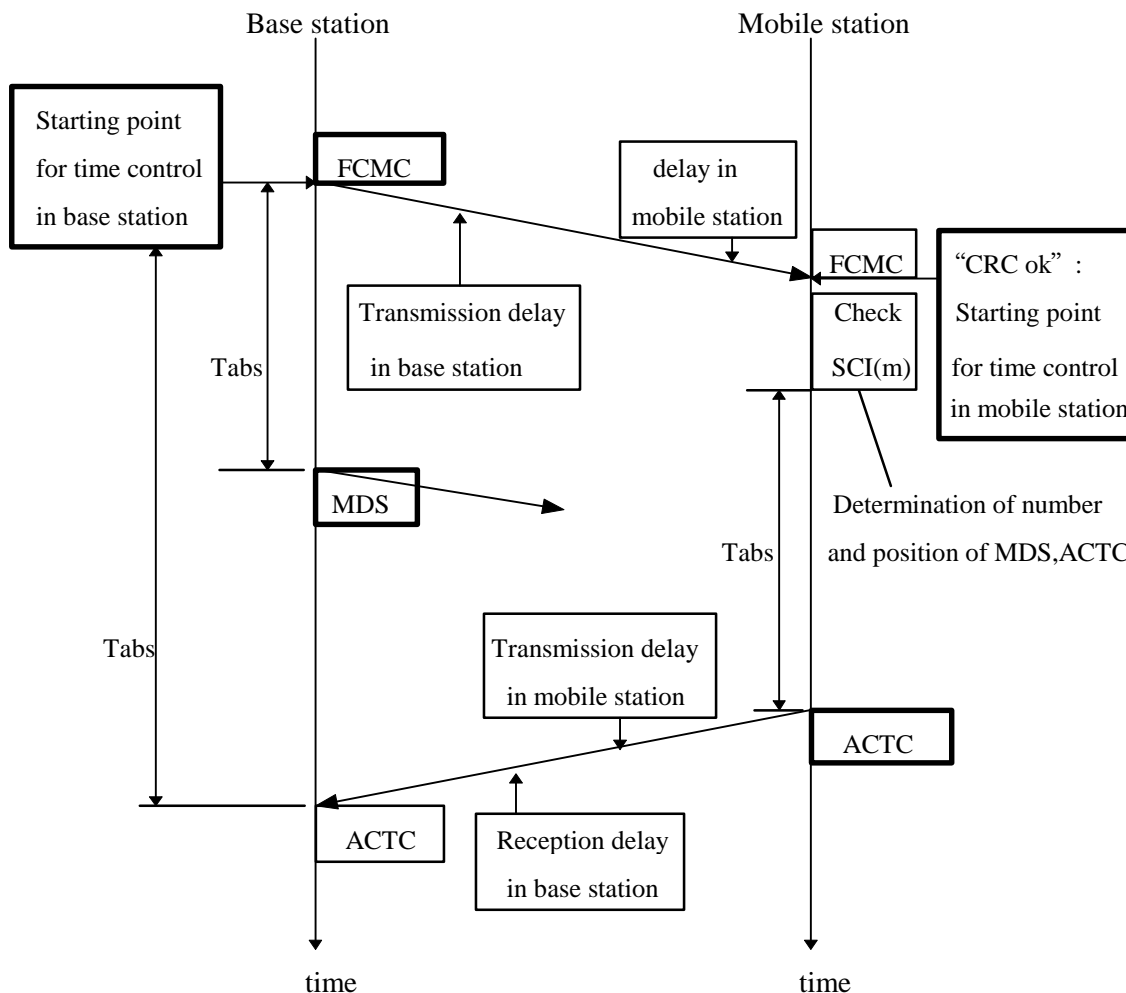 Base station
Mobile station
Starting point
for time control
in base station
FCMC
delay in
mobile station
FCMC
“CRC ok” :
Starting point
for time control
in mobile station
Check
SCI(m)
Transmission delay
in base station
Tabs
MDS
Determination of number
and position of MDS,ACTC
Tabs
Tabs
Transmission delay
in mobile station
ACTC
ACTC
Reception delay
in base station
time
time